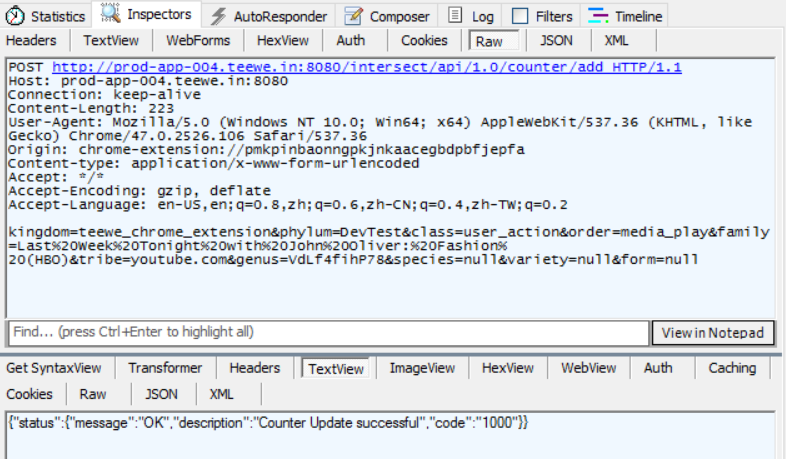 Statistics Inspectors AutoResponder Composer Log Filters Timeline
Headers TextView WebForms HexView Auth Cookies Raw JSON XML
POST http://prod-app-004.teewe.in:8080/intersect/api/1.0/counter/add HTTP/1.1
Host: prod-app-004.teewe.in:8080
Connection: keep-alive
Content-Length: 223
User-Agent: Mozilla/5.0 (Windows NT 10.0; Win64; x64) AppleWebKit/537.36 (KHTML, like
Gecko) Chrome/47.0.2526.106 Safari/537.36
Origin: chrome-extension://pmkpinbaonngpkjnkaacegbdpbfjepfa
Content-type: application/x-www-form-urlencoded
Accept: */*
Accept-Encoding: gzip, deflate
Accept-Language: en-US,en;q=0.8,zh;q=0.6,zh-CN;q=0.4,zh-TW;q=0.2
kingdom=teewe_chrome_extension&phylum=DevTest&class=user_action&order=media_play&family
=Last%20Week%20Tonight%20with%20John%20Oliver:%20Fashion%
20(HBO)&tribe=youtube.com&genus=VdLf4fihP78&species=null&variety=null&form=null
Find... (press Ctrl+Enter to highlight all) View in Notepad
Get SyntaxView Transformer Headers TextView ImageView HexView WebView Auth Caching
Cookies Raw JSON XML
{"status":{"message":"OK","description":"Counter Update successful","code":"1000"}}